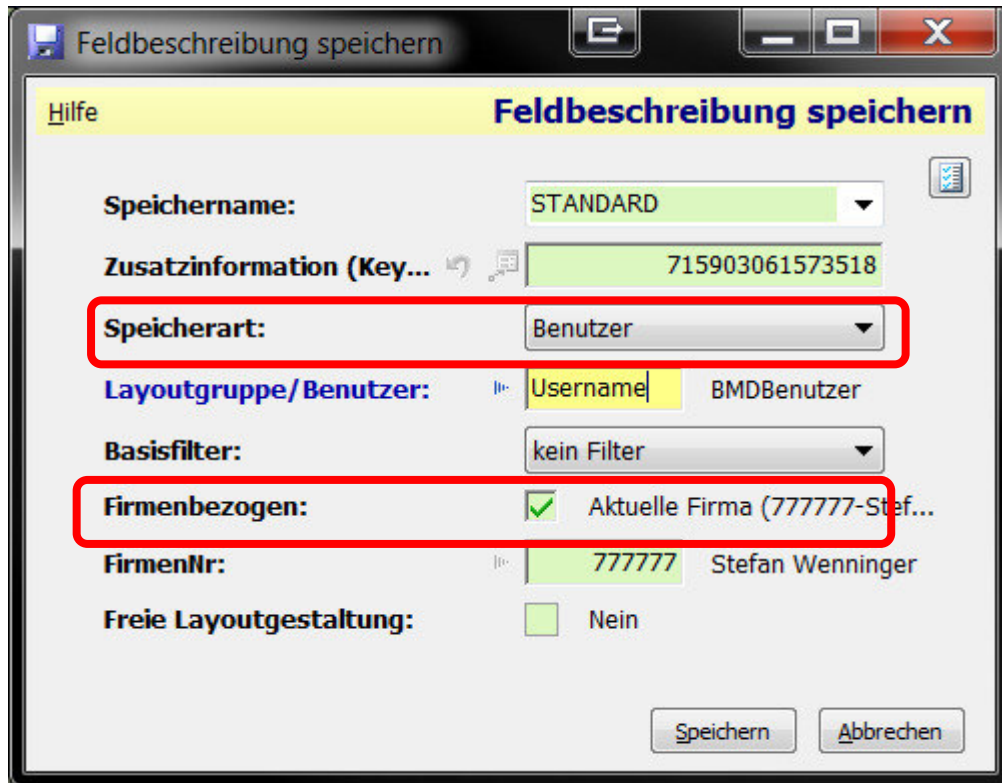 Feldbeschreibung speichern
Hilfe Feldbeschreibung speichern
Speichername: STANDARD
Zusatzinformation (Key... 715903061573518
Speicherart: Benutzer
Layoutgruppe/Benutzer: Username BMDBenutzer
Basisfilter: kein Filter
Firmenbezogen: Aktuelle Firma (777777-Stef...
FirmenNr: 777777 Stefan Wenninger
Freie Layoutgestaltung: Nein
Speichern Abbrechen